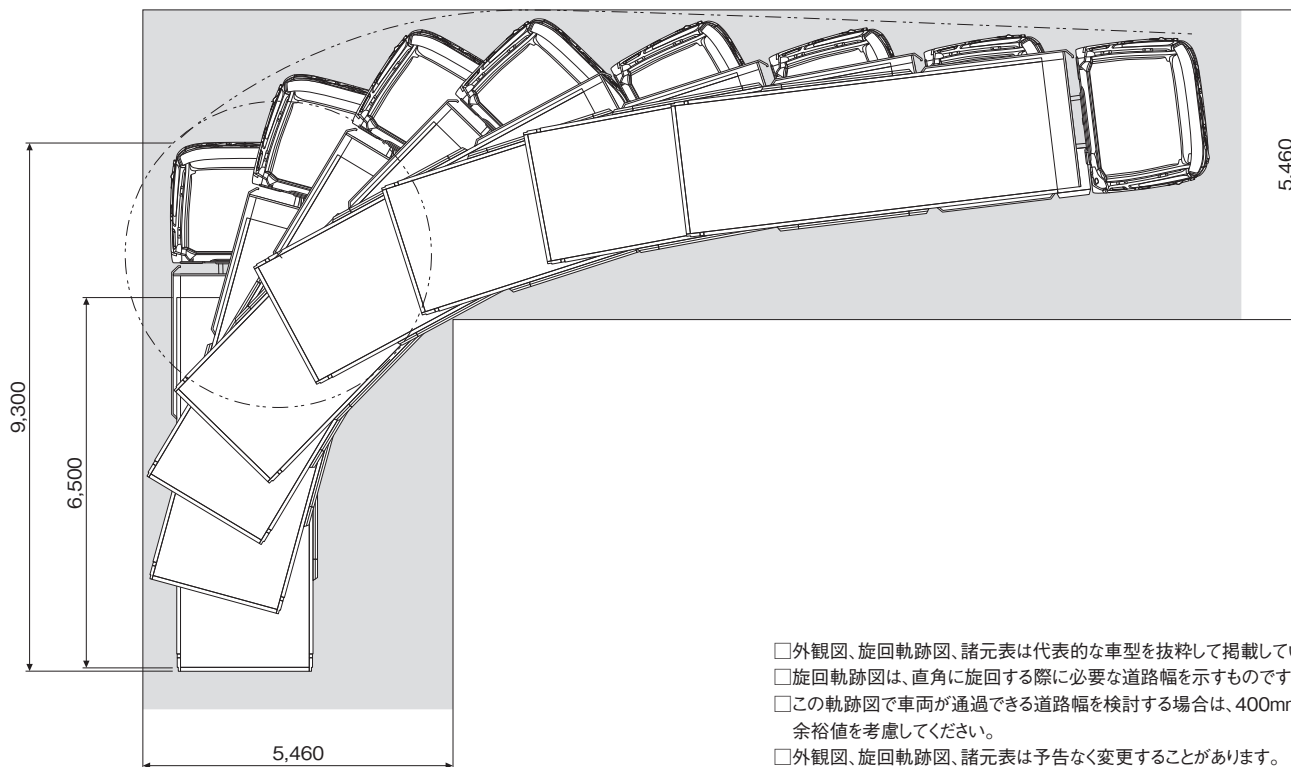 5,460
9,300
6,500
□外観図、旋回軌跡図、諸元表は代表的な車型を抜粋して掲載して
□旋回軌跡図は、直角に旋回する際に必要な道路幅を示すものです
□この軌跡図で車両が通過できる道路幅を検討する場合は、400mm
余裕値を考慮してください。
□外観図、旋回軌跡図、諸元表は予告なく変更することがあります。
5,460